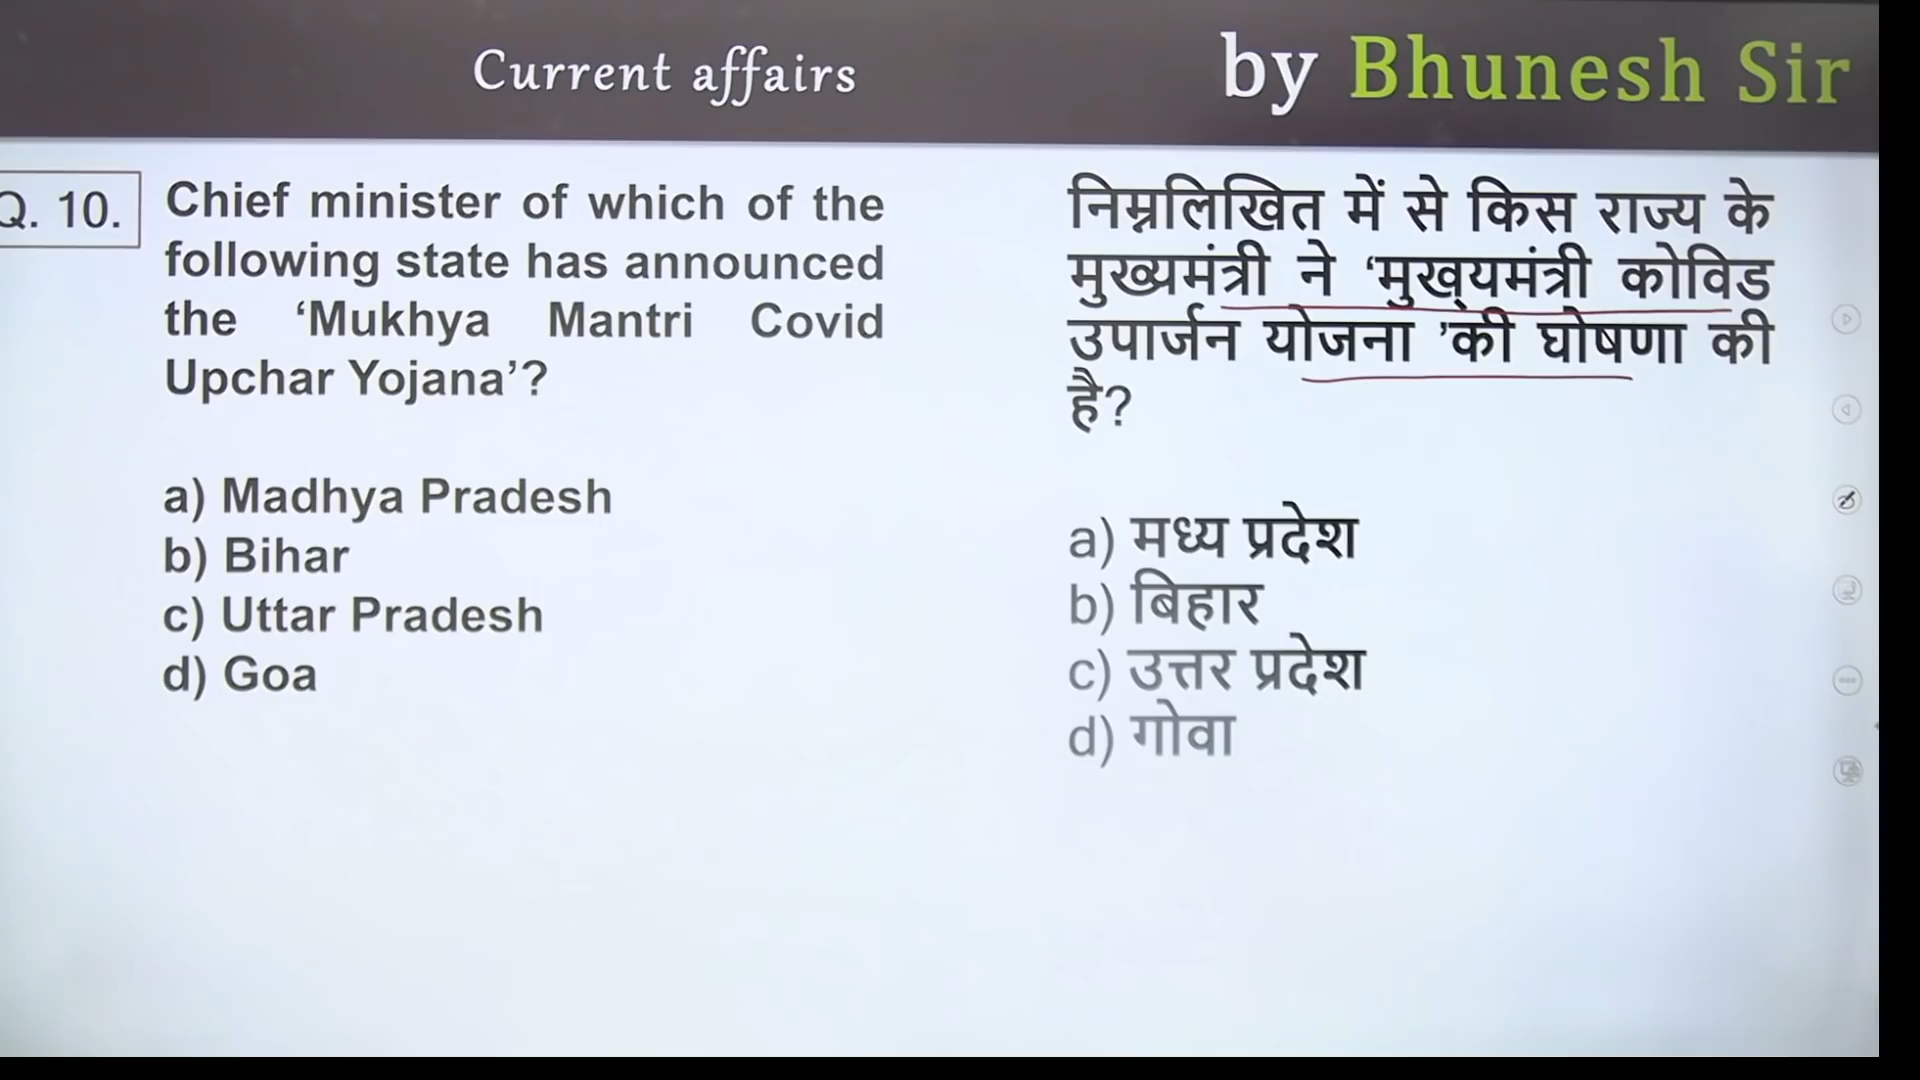 Current affairs
by Bhunesh Sir
Q. 10.
Chief minister of which of the
following state has announced
the ‘Mukhya Mantri Covid
Upchar Yojana’?
a) Madhya Pradesh
b) Bihar
c) Uttar Pradesh
d) Goa
निम्नलिखित में से किस राज्य के
मुख्यमंत्री ने ‘मुख़्यमंत्री कोविड
उपार्जन योजना ’की घोषणा की
है?
a) मध्य प्रदेश
b) बिहार
c) उत्तर प्रदेश
d) गोवा